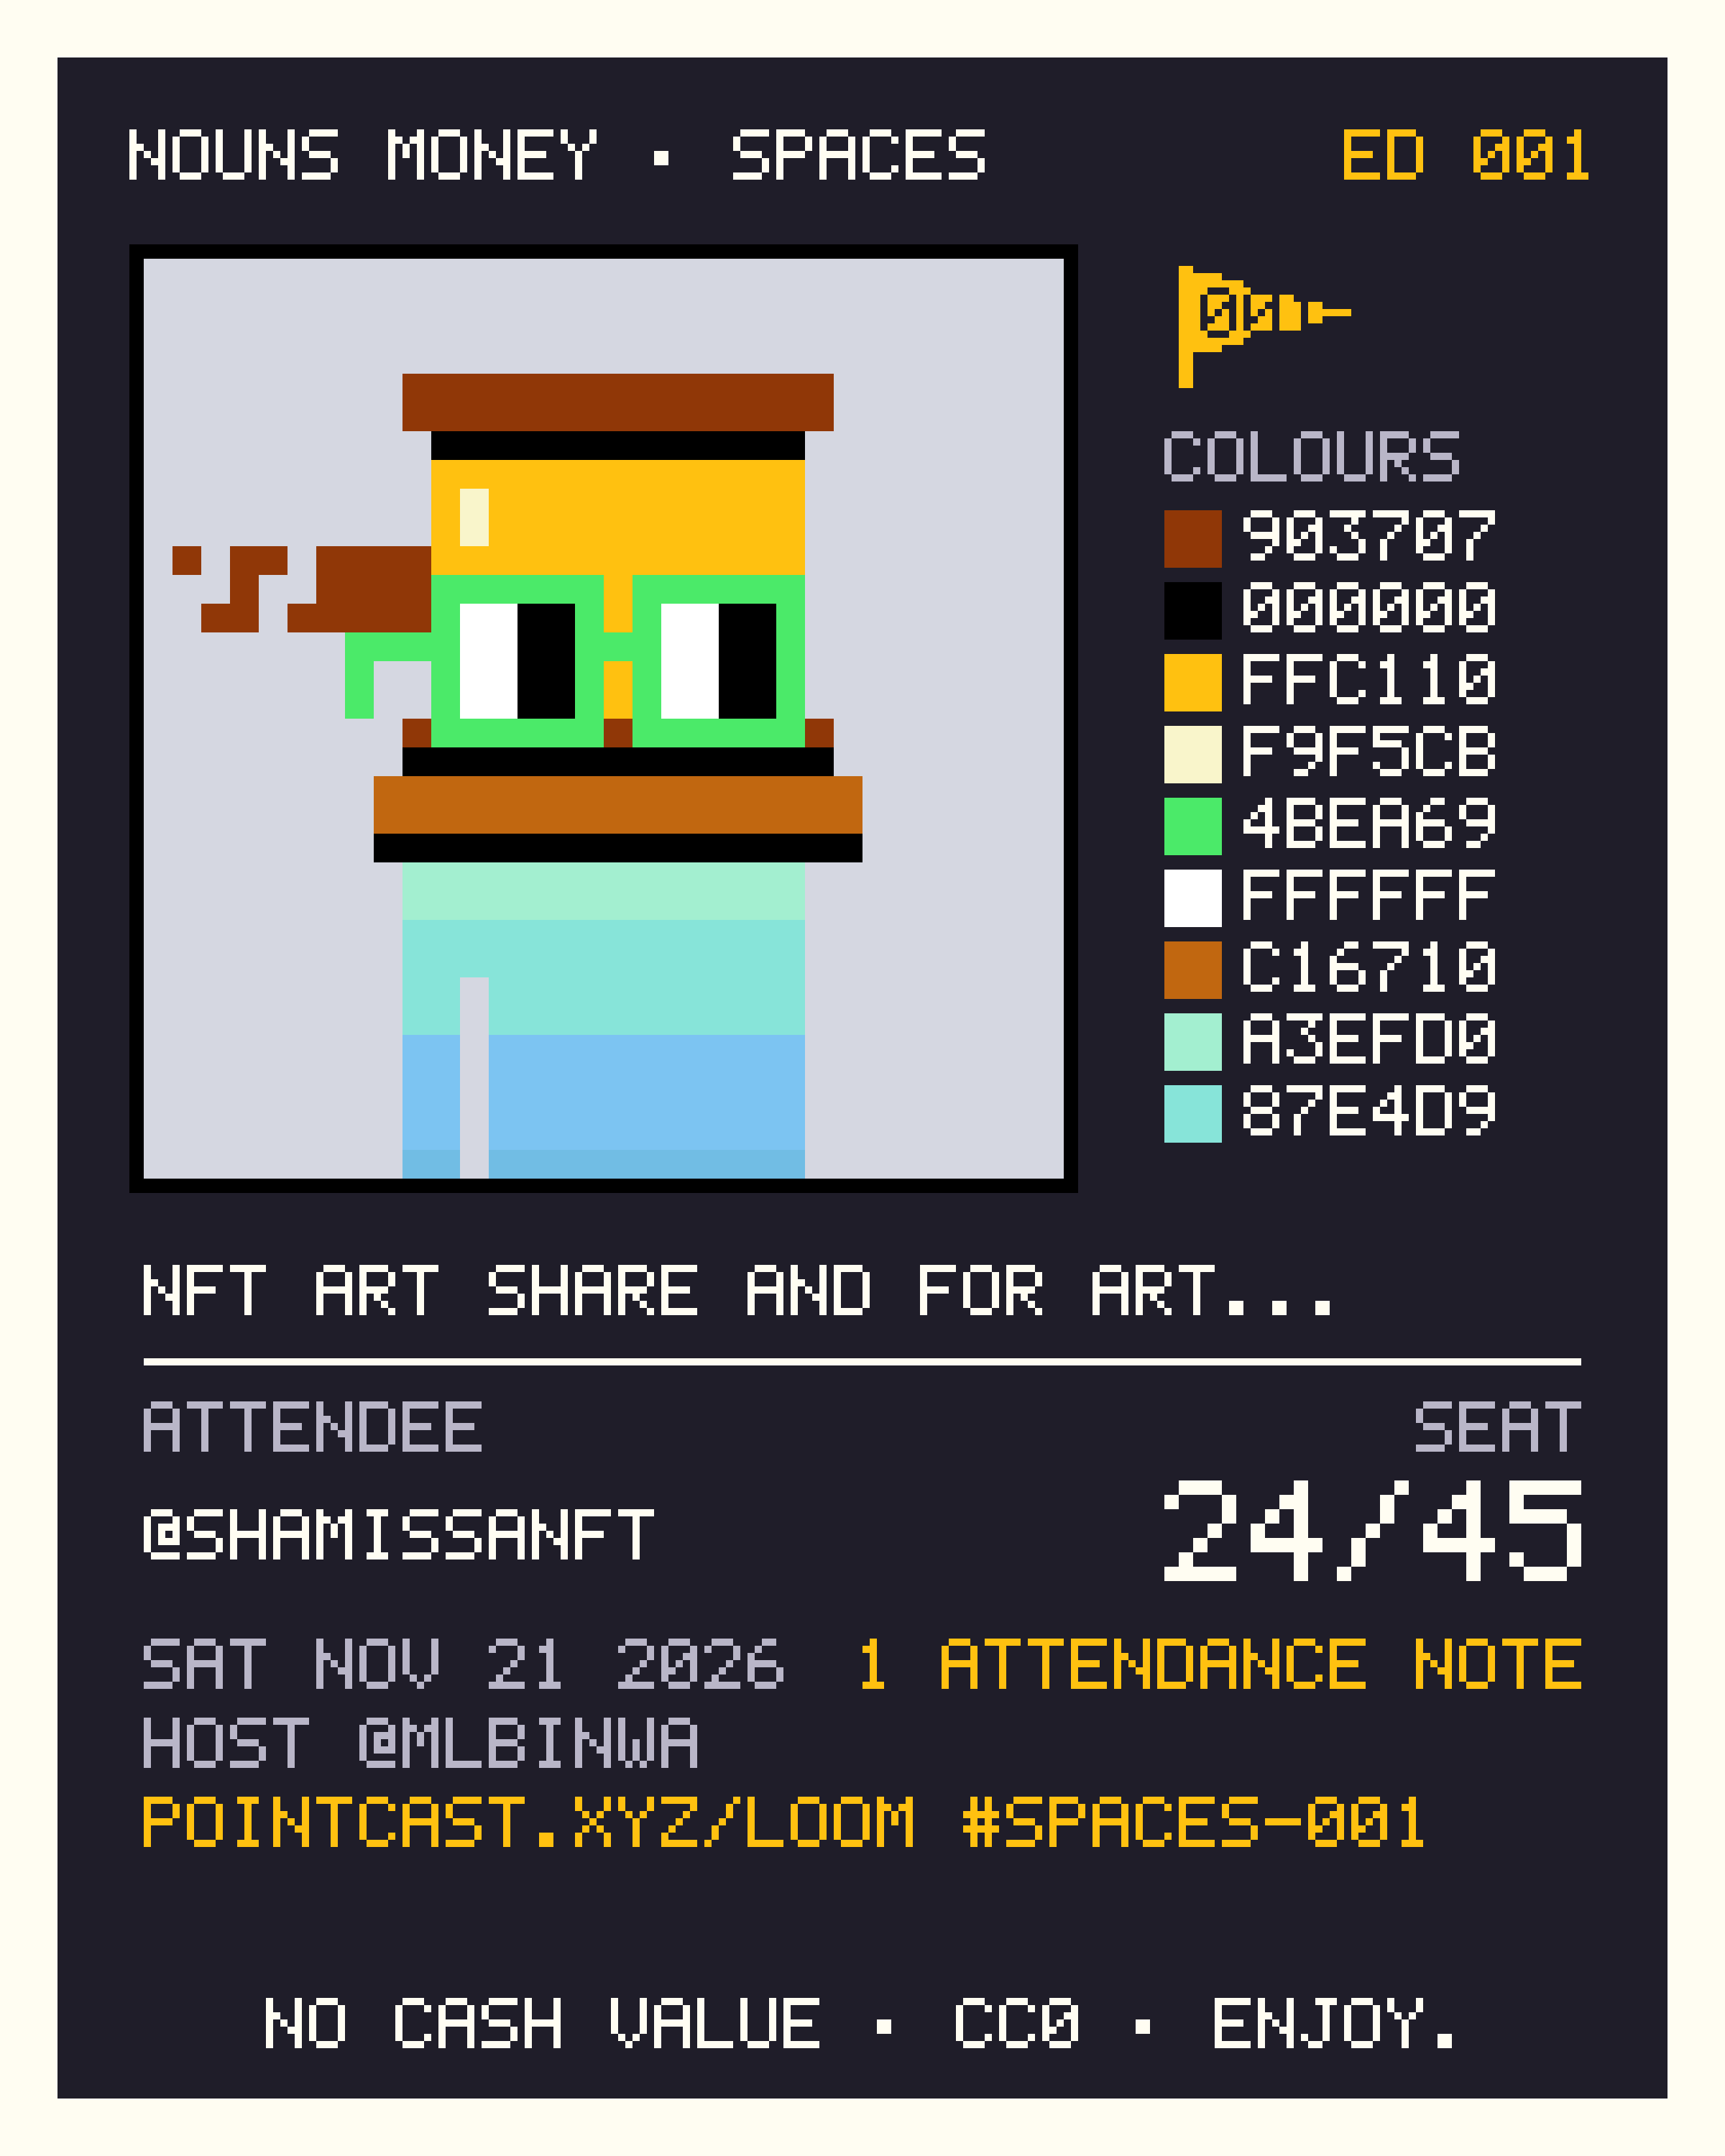 NOUNS MONEY · SPACES
ED 001
COLOURS
903707
000000
FFC110
F9F5CB
4BEA69
FFFFFF
C16710
A3EFD0
87E4D9
NFT ART SHARE AND FOR ART...
ATTENDEE
SEAT
@SHAMISSANFT
24/45
SAT NOV 21 2026
1 ATTENDANCE NOTE
HOST @MLBINWA
POINTCAST.XYZ/LOOM #SPACES-001
NO CASH VALUE · CC0 · ENJOY.